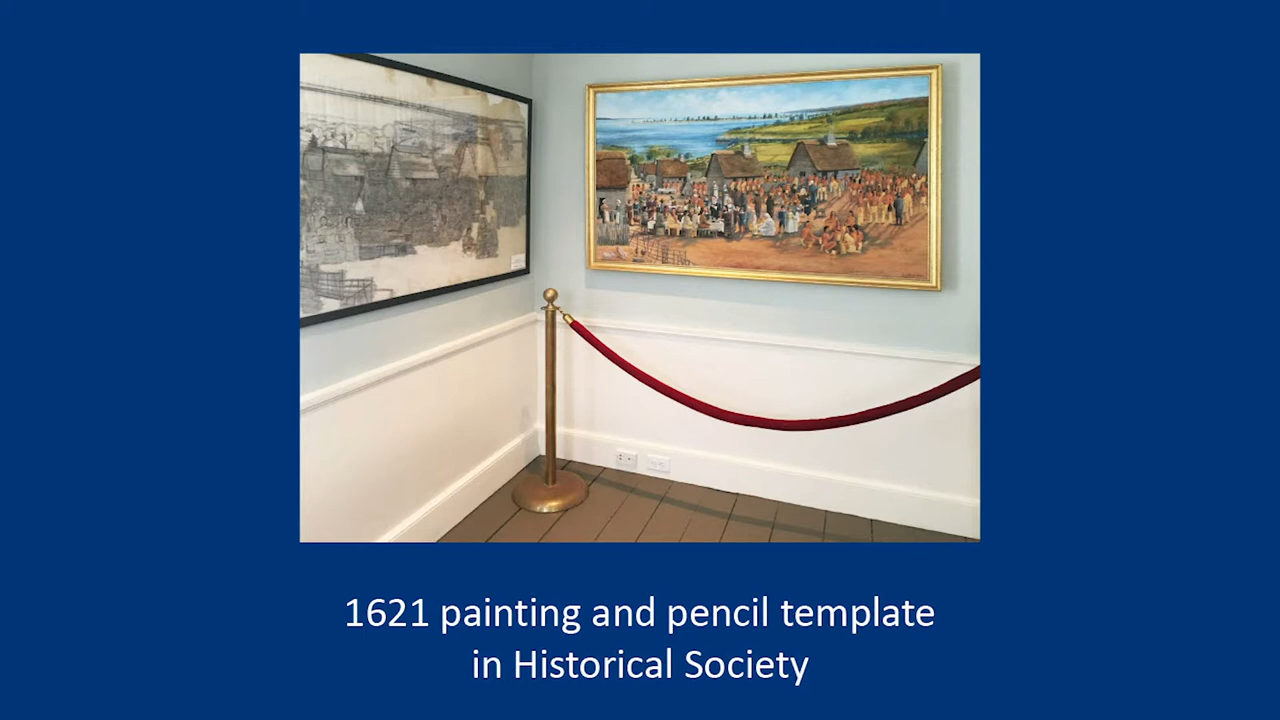 1621 painting and pencil template
in Historical Society